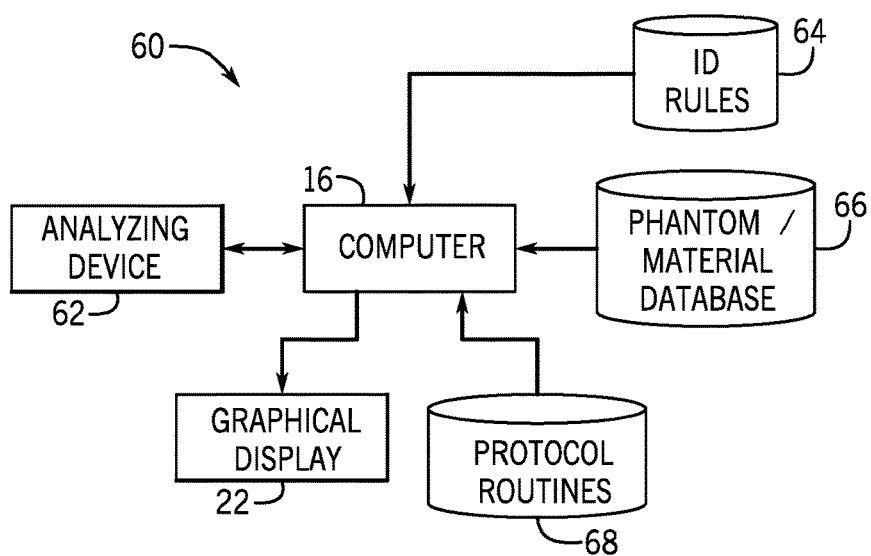 60
ID
RULES
64
16
ANALYZING
DEVICE
62
COMPUTER
PHANTOM /
MATERIAL
DATABASE
66
GRAPHICAL
DISPLAY
22
PROTOCOL
ROUTINES
68